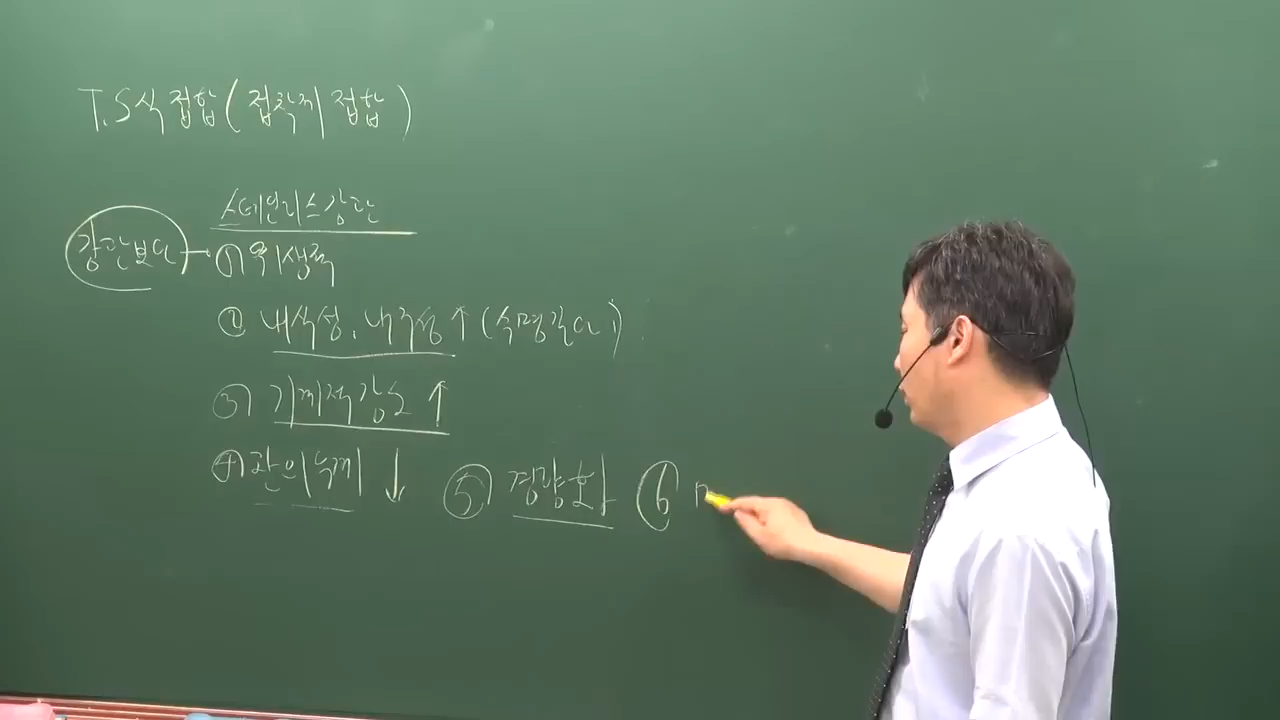 T.S식 접합(접착제 접합)
스테인리스강관
강관보다
① 위생적
② 내식성, 내구성↑(수명길다)
③ 기계적강도↑
④ 관의두께↓ ⑤ 경량화 ⑥